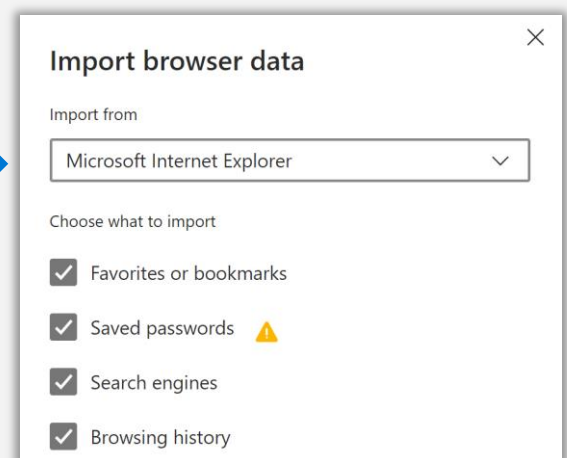 Import browser data
Import from
Microsoft Internet Explorer
Choose what to import
Favorites or bookmarks
Saved passwords
Search engines
Browsing history